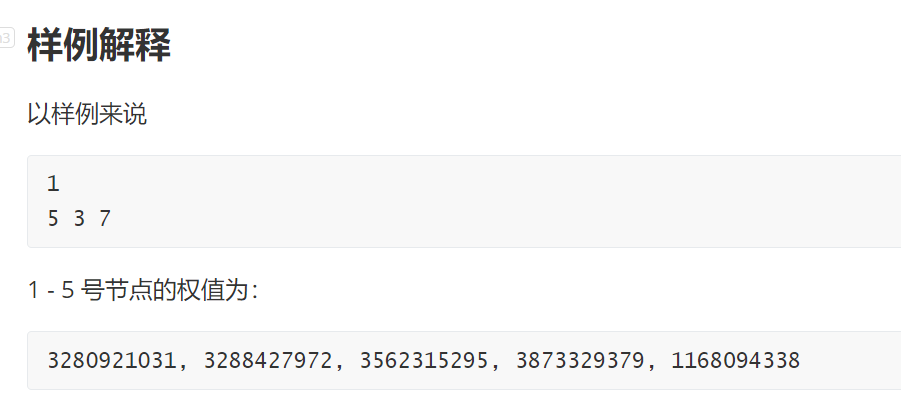 样例解释
以样例来说
1
5 3 7
1 - 5 号节点的权值为：
3280921031, 3288427972, 3562315295, 3873329379, 1168094338